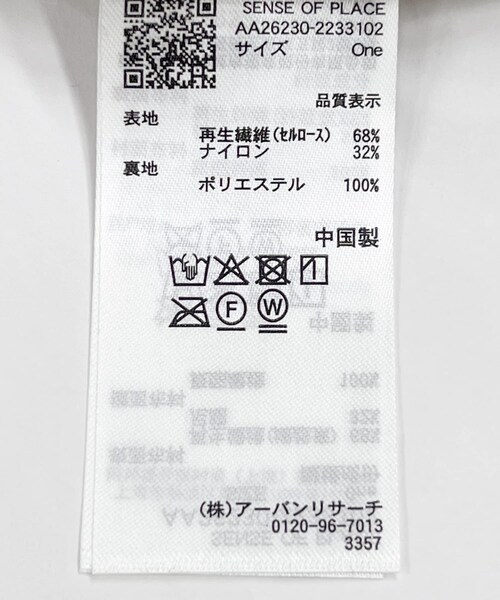 SENSE OF PLACE
AA26230-2233102
サイズ One
品質表示
表地
再生繊維(ｾﾙﾛｰｽ) 68%
ナイロン 32%
裏地
ポリエステル 100%
中国製
F W
(株)アーバンリサーチ
0120-96-7013
3357